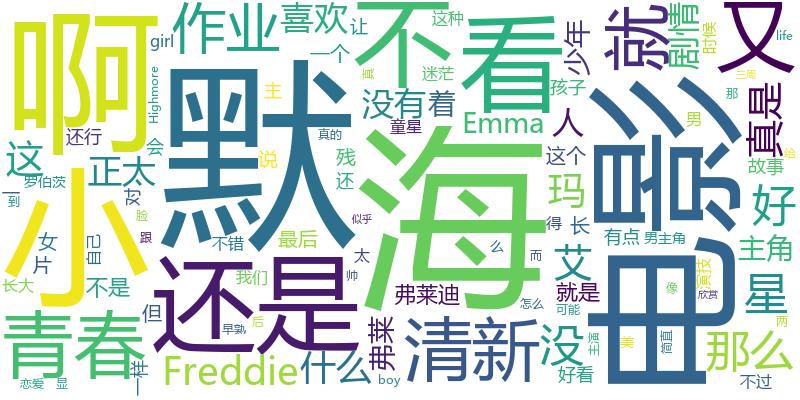 啊
作业
喜欢
让
不
这种
看
少年
就
剧情
时候
又
life
girl
一个
迷茫
真
孩子
Highmore
默
主
没有
着
Emma
人
电影
真是
三周
那
男
给
这
还行
会
童星
这个
故事
正太
说
真的
残
还
海
玛
好
罗伯茨
到
对
小
脸
跟
自己
不错
最后
似乎
太
么
得
而
长
有点
男主角
主角
女
片
我们
帅
弗莱迪
就是
艾
像
演技
欣赏
星
长大
不是
但
还是
早熟
后
怎么
可能
两
青春
一样
Freddie
什么
弗莱
boy
清新
没
好看
主演
美
简直
那么
不过
恋爱
显